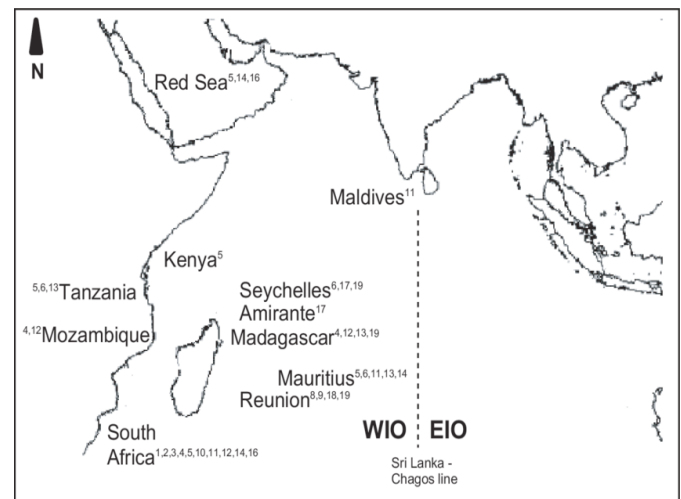 N
Red Sea5,14,16
Maldives11
Kenya5
5,6,13Tanzania
Seychelles6,17,19
Amirante17
4,12Mozambique
Madagascar4,12,13,19
Mauritius5,6,11,13,14
Reunion8,9,18,19
South
Africa1,2,3,4,5,10,11,12,14,16
WIO EIO
Sri Lanka -
Chagos line